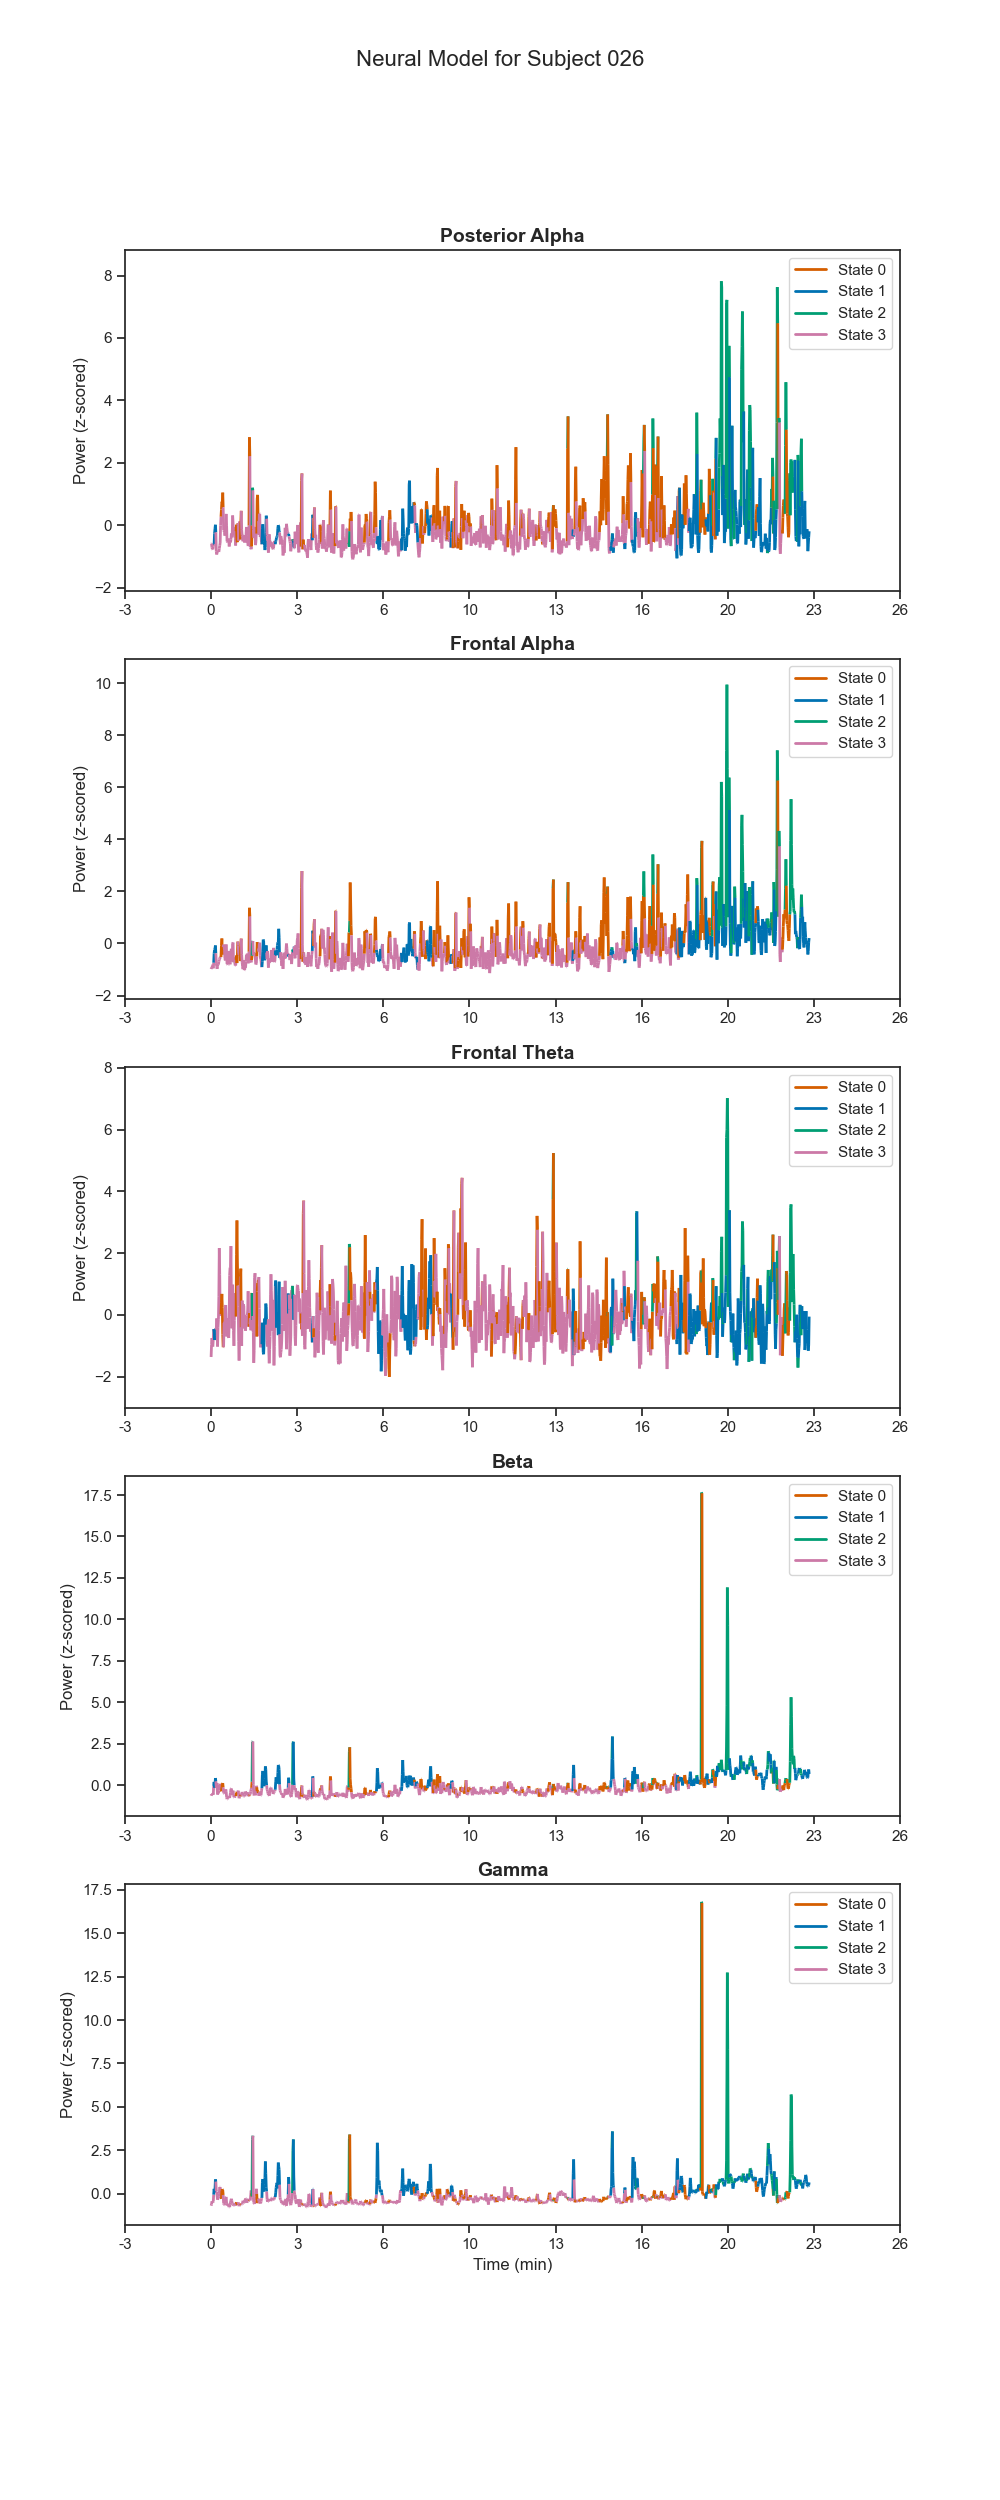 Neural Model for Subject 026
Posterior Alpha
Power (z-scored)
8
6
4
2
0
−2
-3 0 3 6 10 13 16 20 23 26
State 0
State 1
State 2
State 3
Frontal Alpha
Power (z-scored)
10
8
6
4
2
0
−2
-3 0 3 6 10 13 16 20 23 26
State 0
State 1
State 2
State 3
Frontal Theta
Power (z-scored)
8
6
4
2
0
−2
-3 0 3 6 10 13 16 20 23 26
State 0
State 1
State 2
State 3
Beta
Power (z-scored)
17.5
15.0
12.5
10.0
7.5
5.0
2.5
0.0
-3 0 3 6 10 13 16 20 23 26
State 0
State 1
State 2
State 3
Gamma
Power (z-scored)
17.5
15.0
12.5
10.0
7.5
5.0
2.5
0.0
-3 0 3 6 10 13 16 20 23 26
State 0
State 1
State 2
State 3
Time (min)